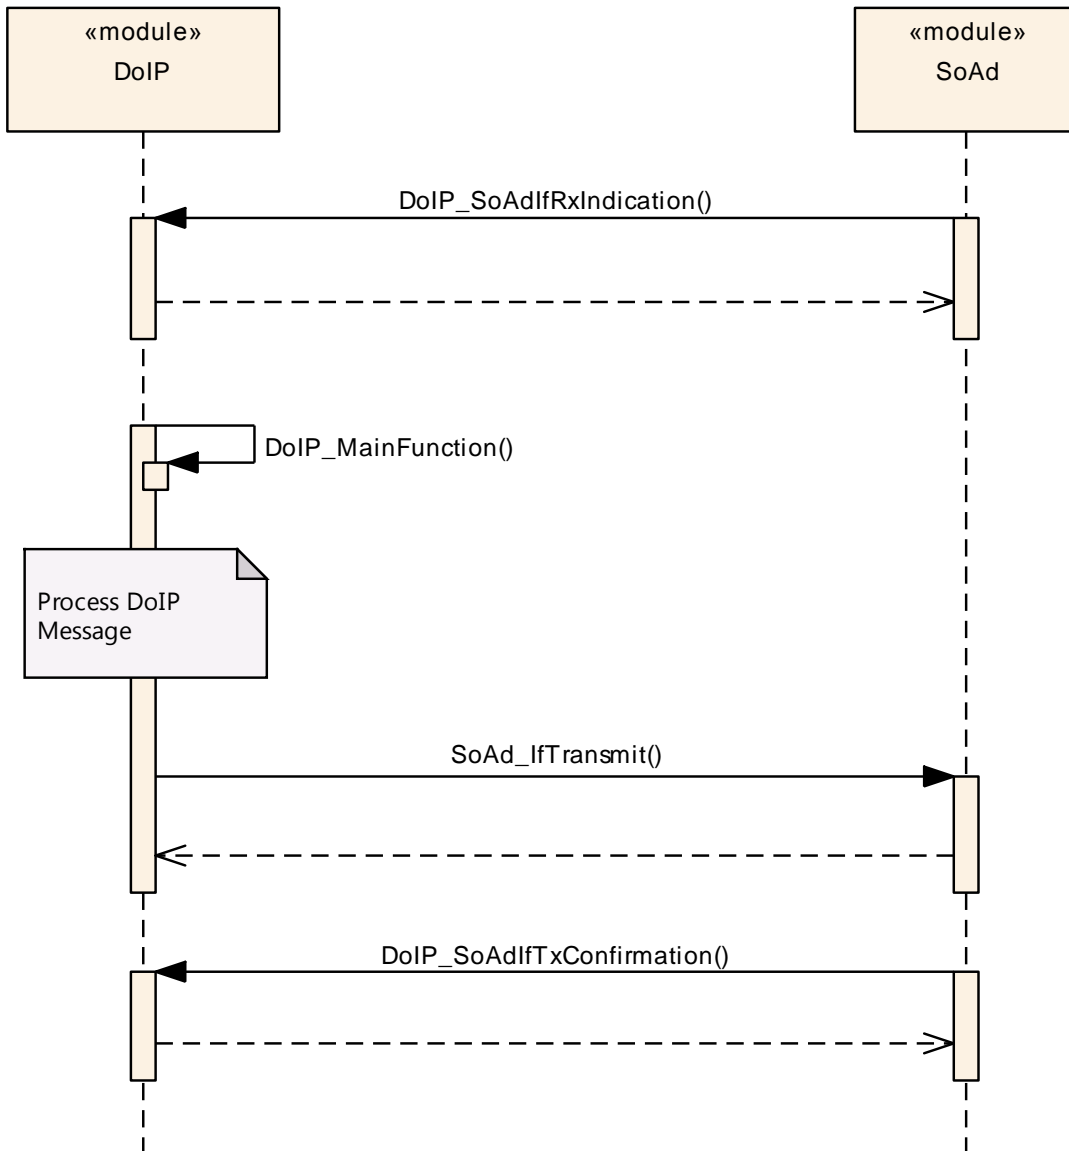 «module»
DoIP
«module»
SoAd
DoIP_SoAdIfRxIndication()
DoIP_MainFunction()
Process DoIP
Message
SoAd_IfTransmit()
DoIP_SoAdIfTxConfirmation()